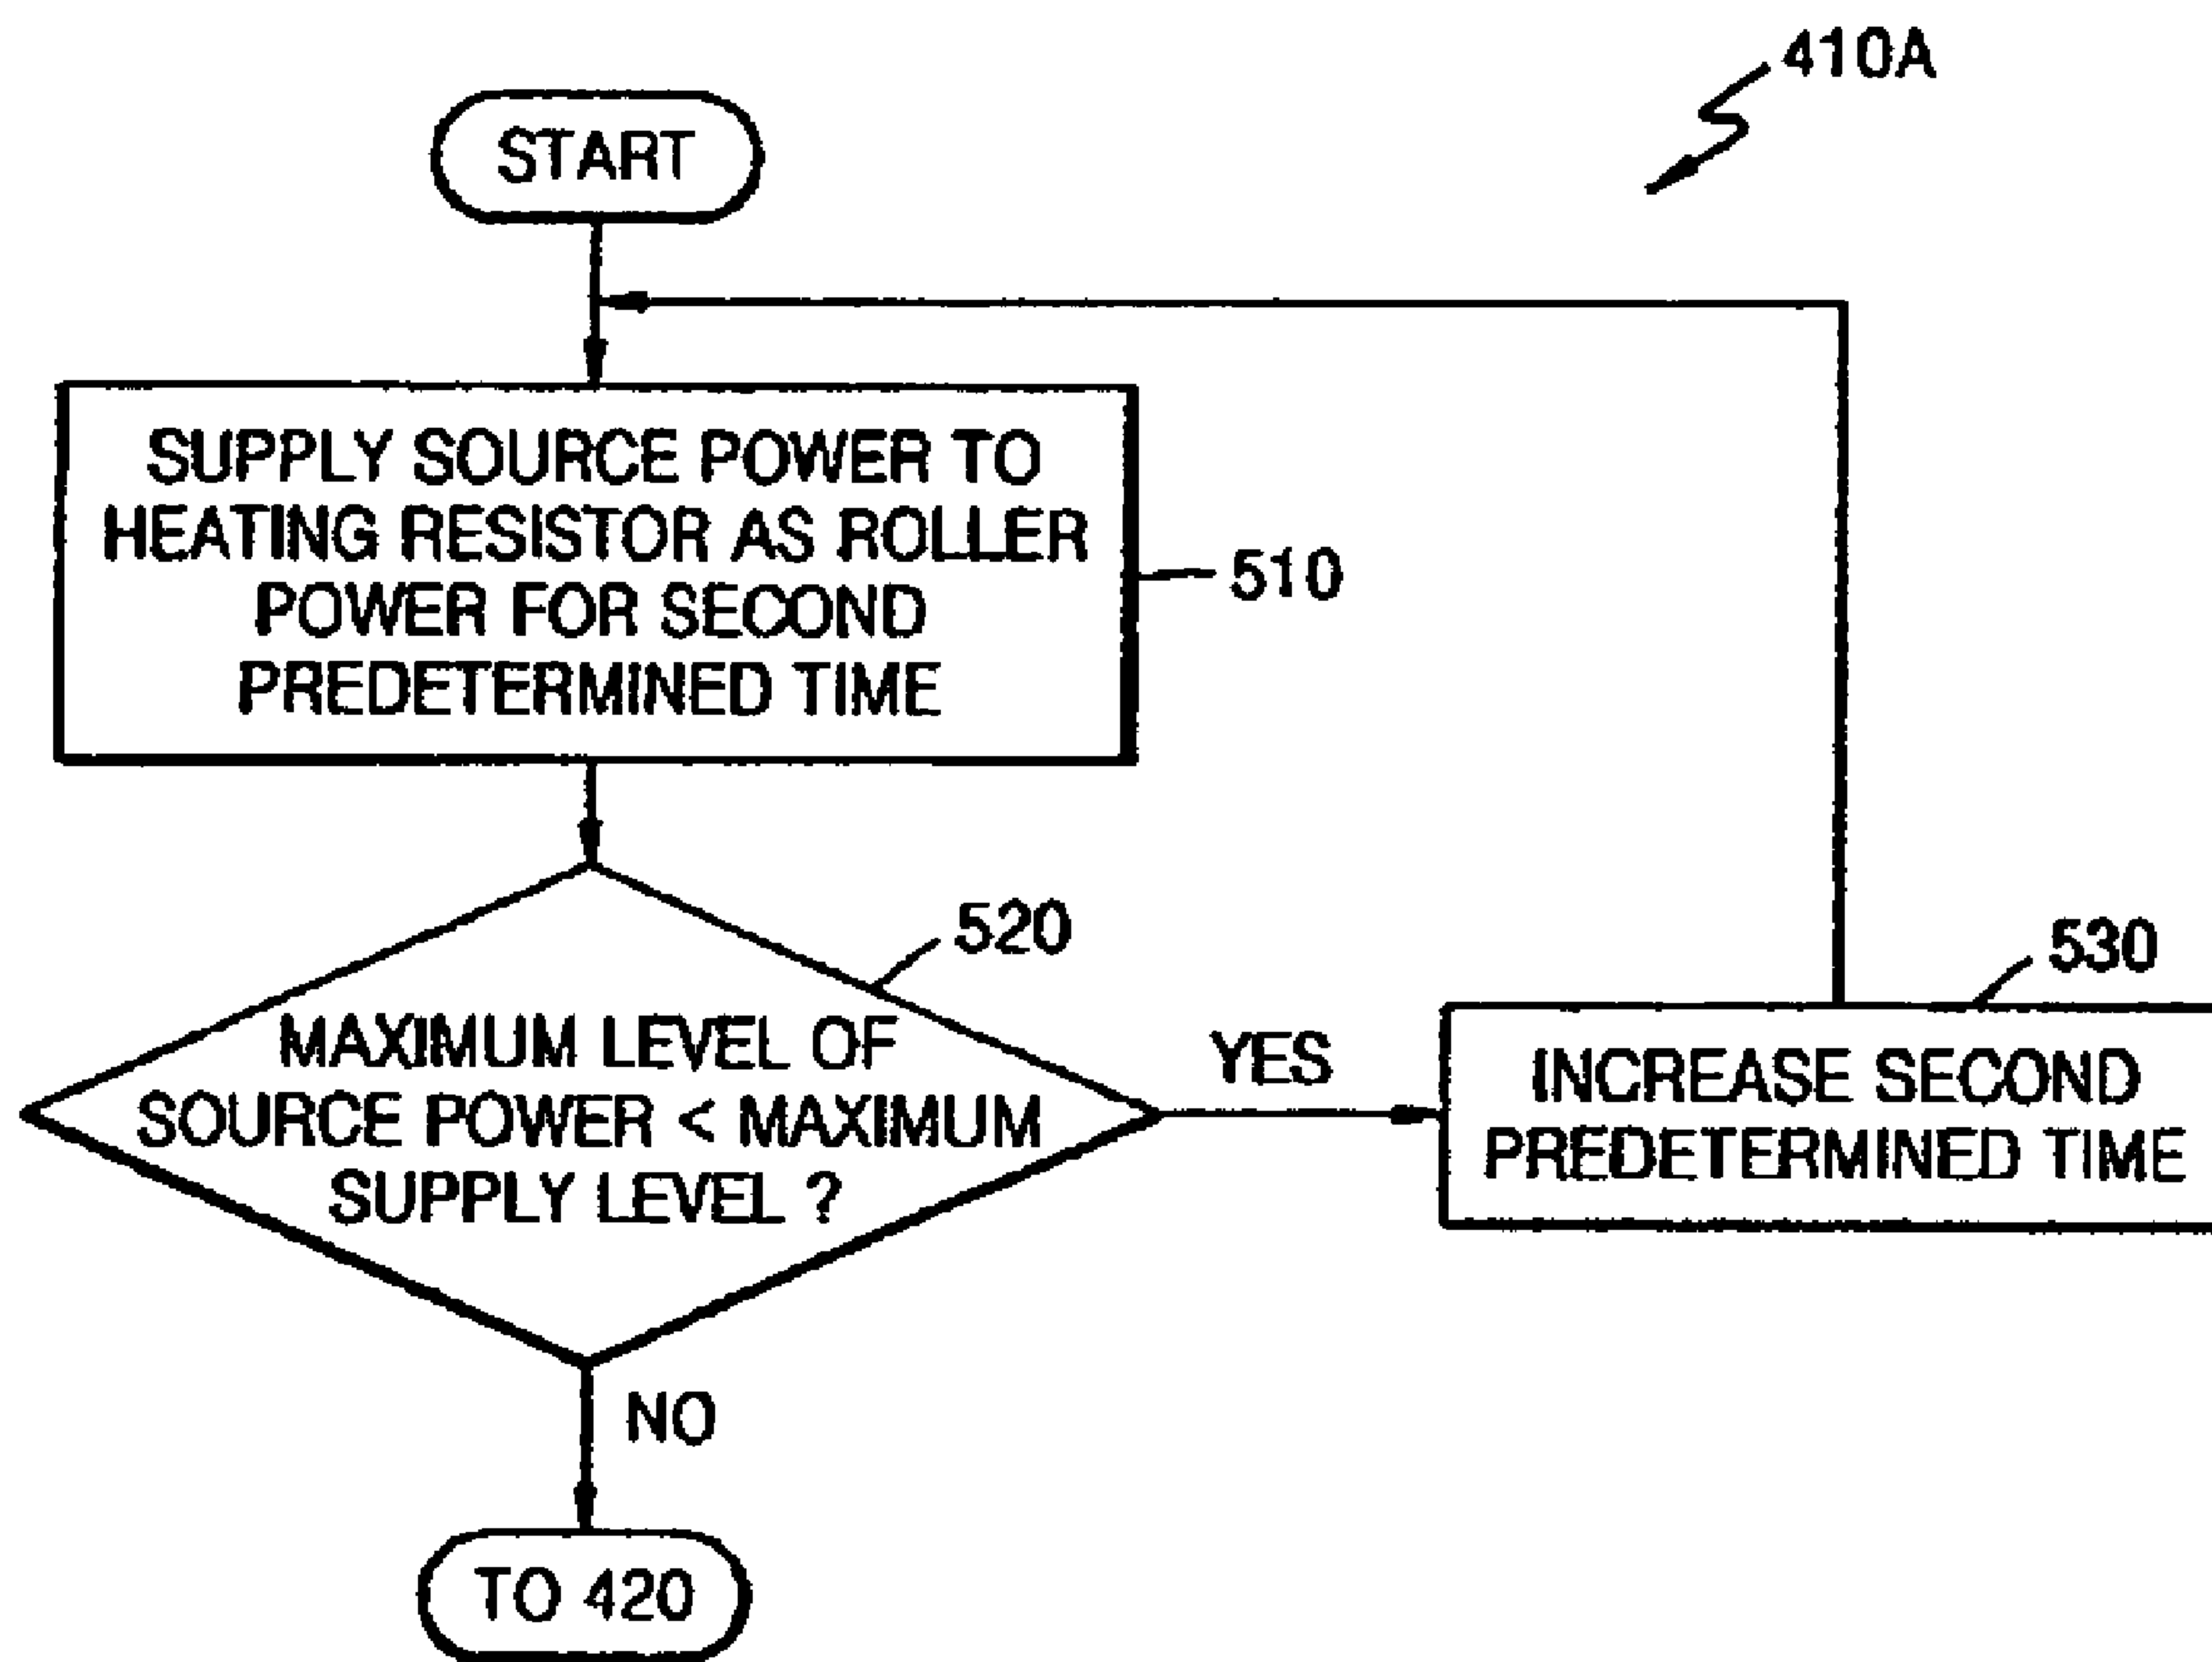 410A
START
SUPPLY SOURCE POWER TO
HEATING RESISTOR AS ROLLER
POWER FOR SECOND
PREDETERMINED TIME
510
520
MAXIMUM LEVEL OF
SOURCE POWER < MAXIMUM
SUPPLY LEVEL ?
YES
530
INCREASE SECOND
PREDETERMINED TIME
NO
TO 420